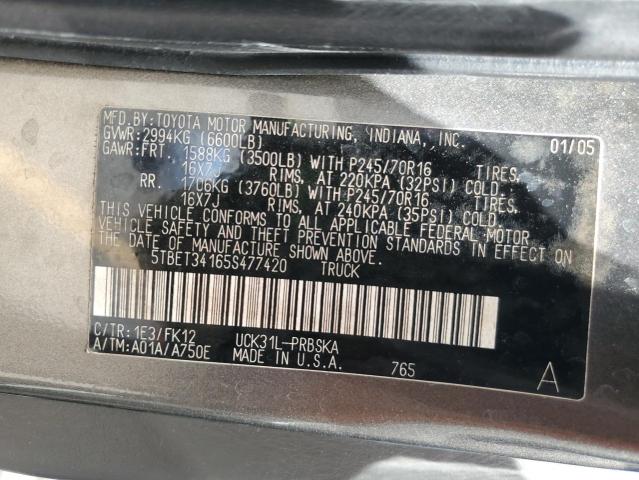 MFD.BY: TOYOTA MOTOR MANUFACTURING, INDIANA, INC. 01/05
GVWR: 2994KG (6600LB)
GAWR: FRT. 1588KG (3500LB) WITH P245/70R16 TIRES,
16X7J RIMS, AT 220KPA (32PSI) COLD.
RR. 1706KG (3760LB) WITH P245/70R16 TIRES,
16X7J RIMS, AT 240KPA (35PSI) COLD.
THIS VEHICLE CONFORMS TO ALL APPLICABLE FEDERAL MOTOR
VEHICLE SAFETY AND THEFT PREVENTION STANDARDS IN
EFFECT ON THE DATE OF MANUFACTURE SHOWN ABOVE.
5TBET34165S477420 TRUCK
C/TR: 1E3/FK12 UCK31L-PRBSKA
A/TM: A01A/A750E MADE IN U.S.A. 765 A